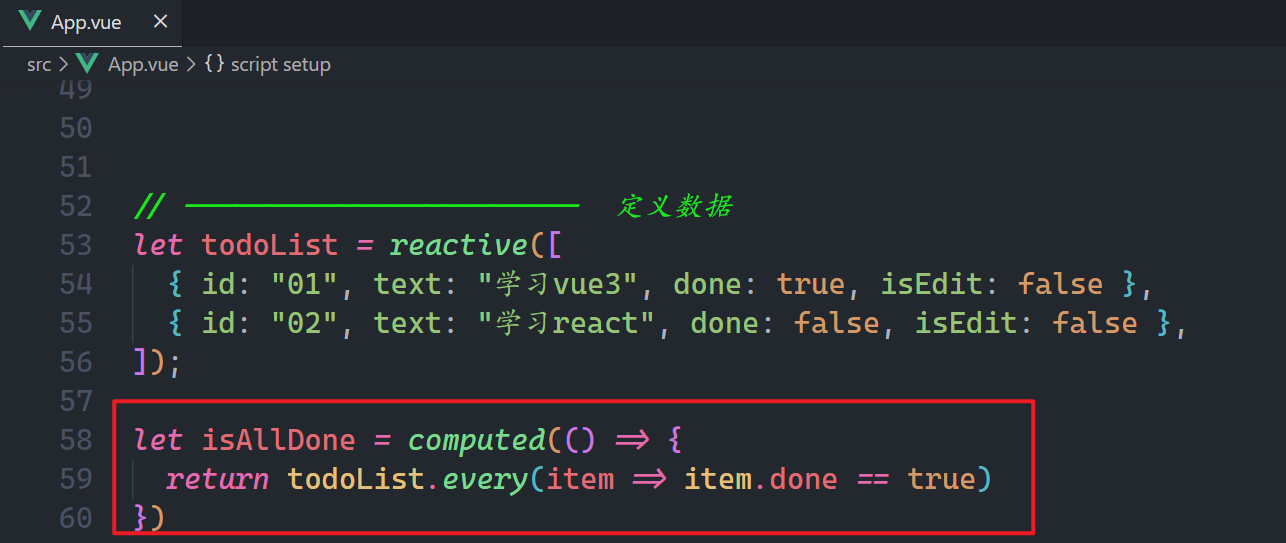 App.vue ×
src > App.vue > {} script setup
49
50
51
52 // ——————————————————————— 定义数据
53 let todoList = reactive([
54 { id: "01", text: "学习vue3", done: true, isEdit: false },
55 { id: "02", text: "学习react", done: false, isEdit: false },
56 ]);
57
58 let isAllDone = computed(() => {
59 return todoList.every(item => item.done == true)
60 })